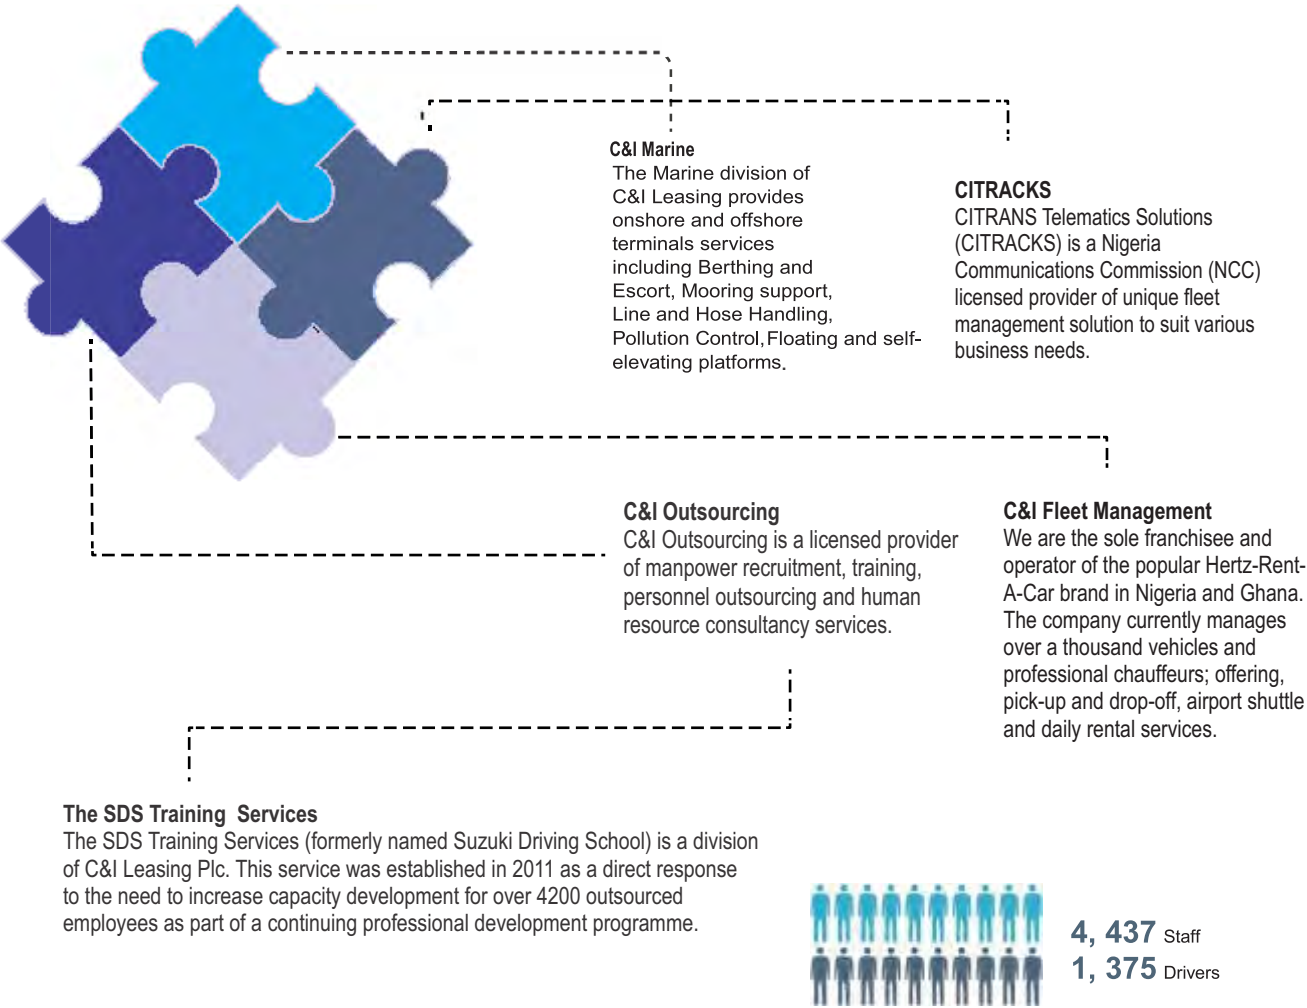 C&I Marine
The Marine division of
C&I Leasing provides
onshore and offshore
terminals services
including Berthing and
Escort, Mooring support,
Line and Hose Handling,
Pollution Control,Floating and self-
elevating platforms.
CITRACKS
CITRANS Telematics Solutions
(CITRACKS) is a Nigeria
Communications Commission (NCC)
licensed provider of unique fleet
management solution to suit various
business needs.
C&I Outsourcing
C&I Outsourcing is a licensed provider
of manpower recruitment, training,
personnel outsourcing and human
resource consultancy services.
C&I Fleet Management
We are the sole franchisee and
operator of the popular Hertz-Rent-
A-Car brand in Nigeria and Ghana.
The company currently manages
over a thousand vehicles and
professional chauffeurs; offering,
pick-up and drop-off, airport shuttle
and daily rental services.
The SDS Training  Services
The SDS Training Services (formerly named Suzuki Driving School) is a division
of C&I Leasing Plc. This service was established in 2011 as a direct response
to the need to increase capacity development for over 4200 outsourced
employees as part of a continuing professional development programme.
4, 437 Staff
1, 375 Drivers